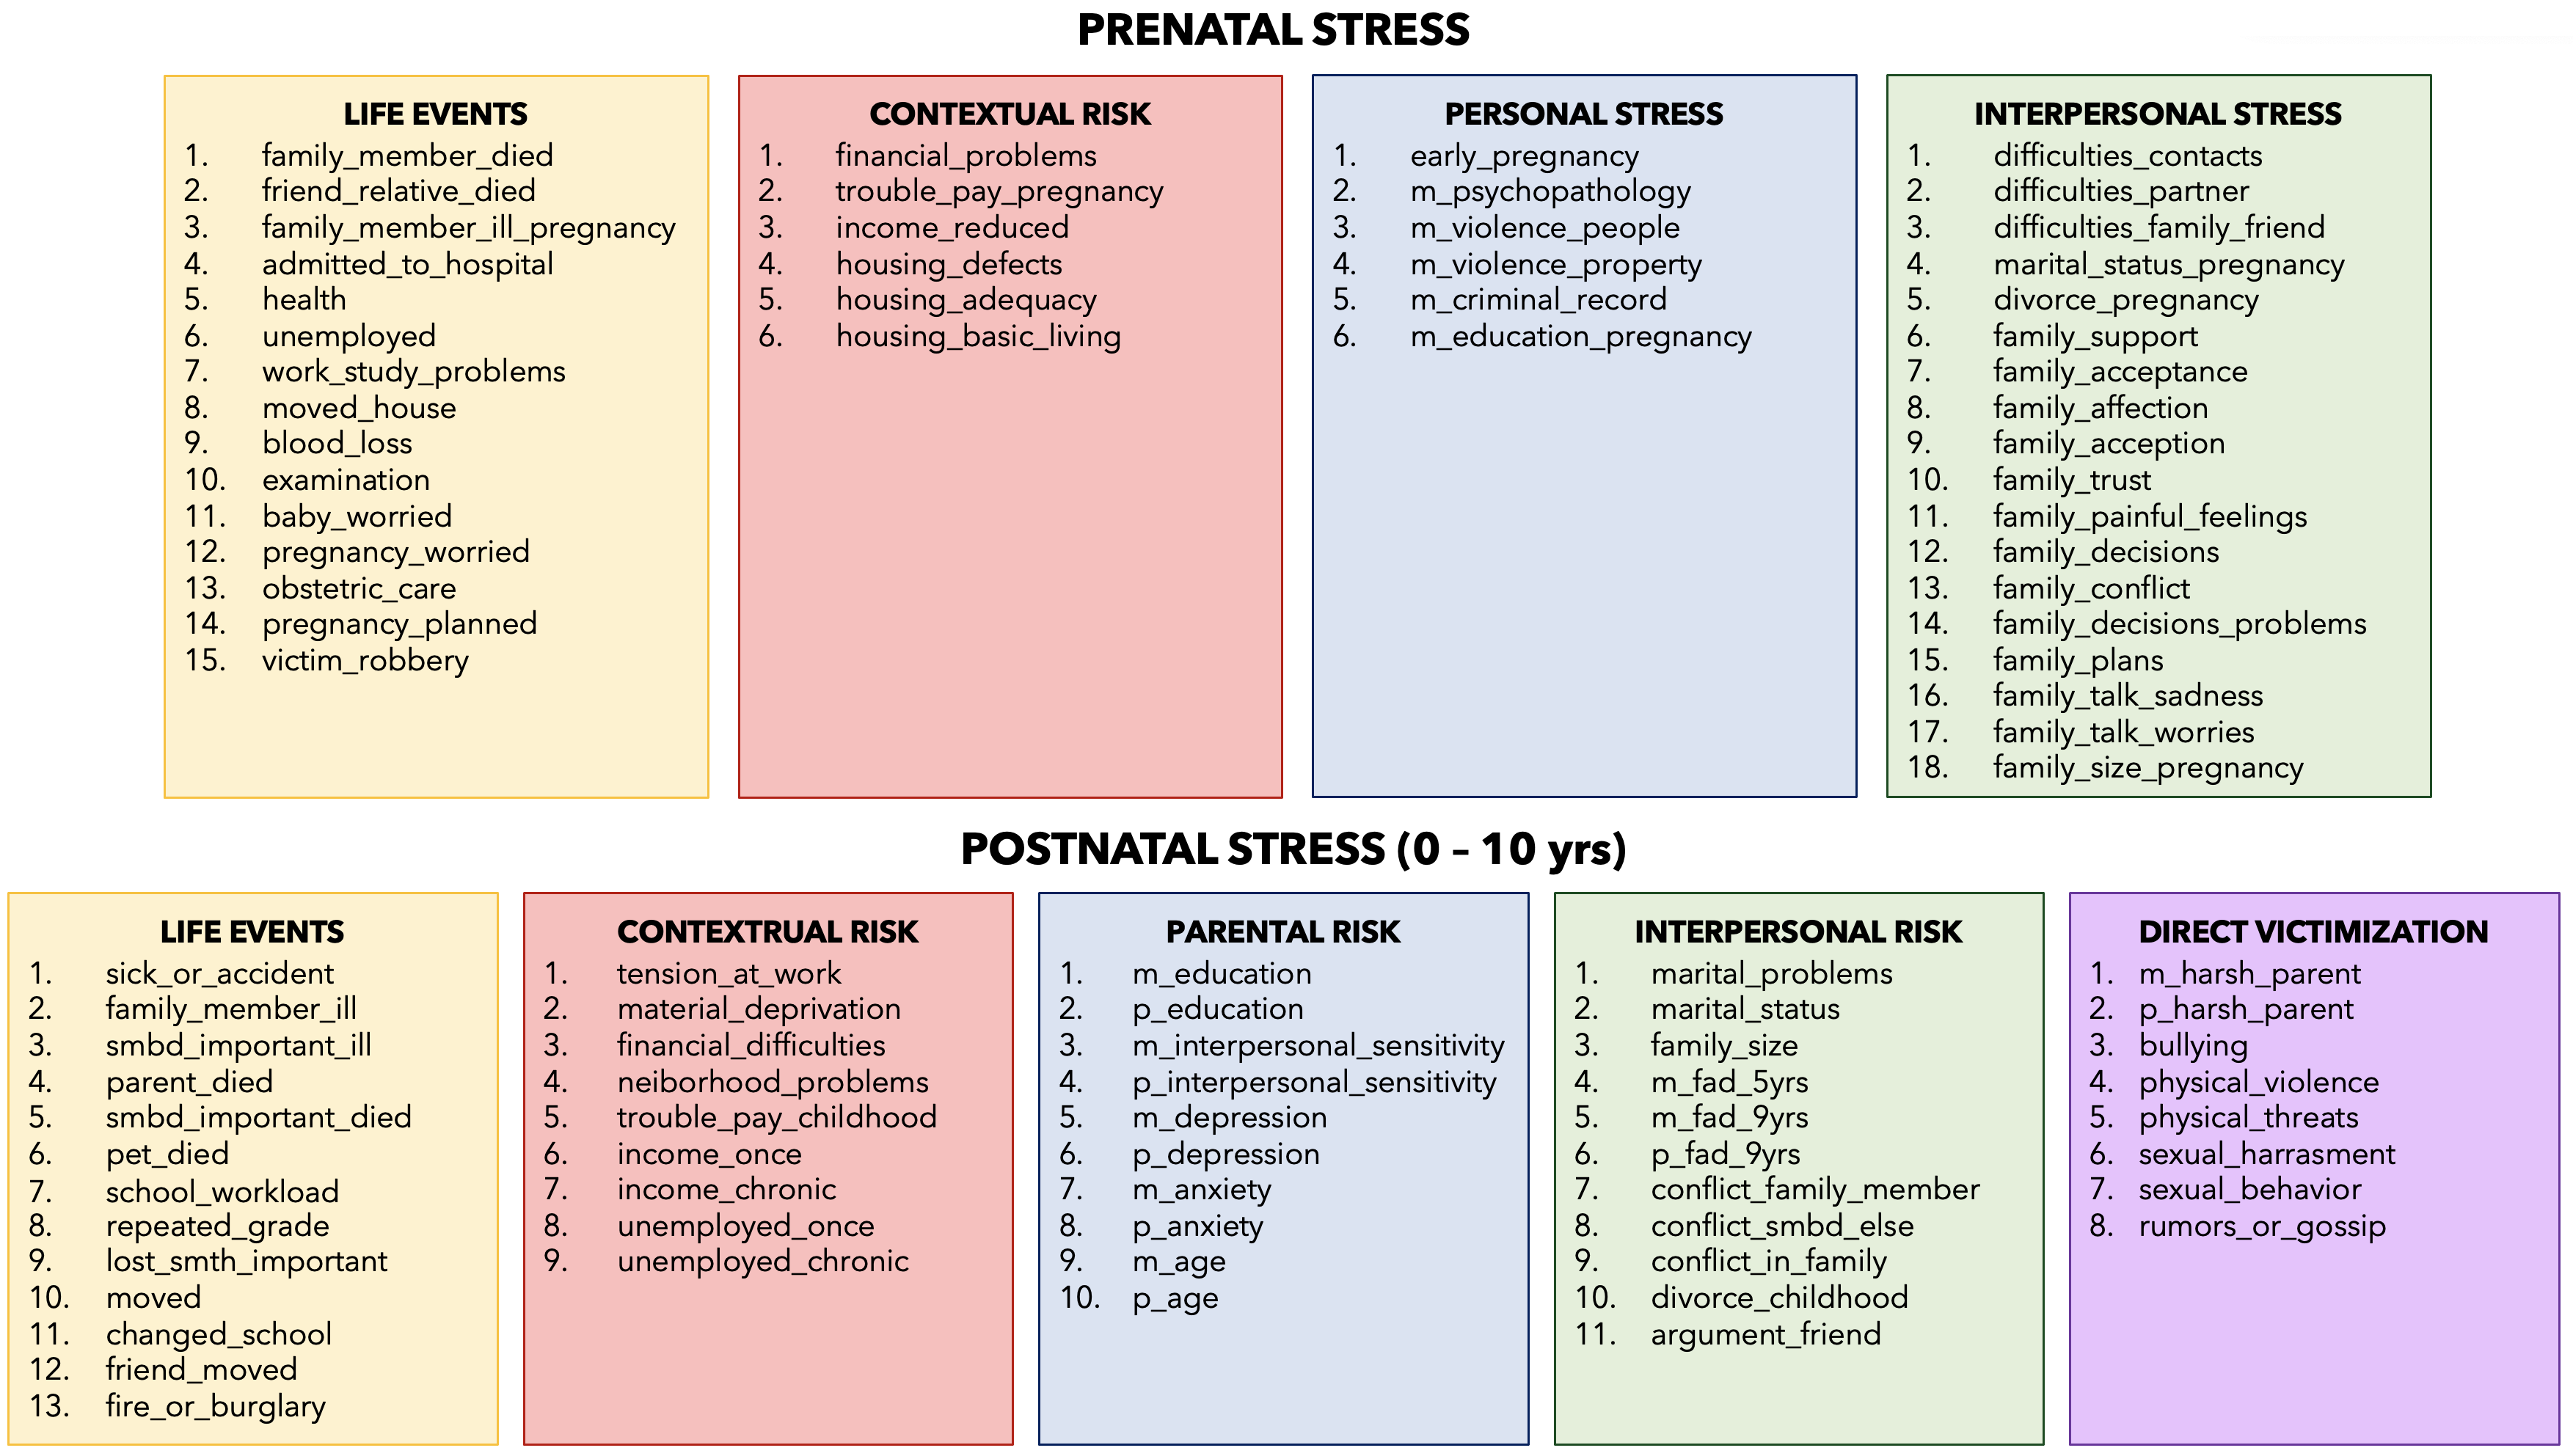 PRENATAL STRESS
LIFE EVENTS
1. family_member_died
2. friend_relative_died
3. family_member_ill_pregnancy
4. admitted_to_hospital
5. health
6. unemployed
7. work_study_problems
8. moved_house
9. blood_loss
10. examination
11. baby_worried
12. pregnancy_worried
13. obstetric_care
14. pregnancy_planned
15. victim_robbery
CONTEXTUAL RISK
1. financial_problems
2. trouble_pay_pregnancy
3. income_reduced
4. housing_defects
5. housing_adequacy
6. housing_basic_living
PERSONAL STRESS
1. early_pregnancy
2. m_psychopathology
3. m_violence_people
4. m_violence_property
5. m_criminal_record
6. m_education_pregnancy
INTERPERSONAL STRESS
1. difficulties_contacts
2. difficulties_partner
3. difficulties_family_friend
4. marital_status_pregnancy
5. divorce_pregnancy
6. family_support
7. family_acceptance
8. family_affection
9. family_acception
10. family_trust
11. family_painful_feelings
12. family_decisions
13. family_conflict
14. family_decisions_problems
15. family_plans
16. family_talk_sadness
17. family_talk_worries
18. family_size_pregnancy
POSTNATAL STRESS (0 – 10 yrs)
LIFE EVENTS
1. sick_or_accident
2. family_member_ill
3. smbd_important_ill
4. parent_died
5. smbd_important_died
6. pet_died
7. school_workload
8. repeated_grade
9. lost_smth_important
10. moved
11. changed_school
12. friend_moved
13. fire_or_burglary
CONTEXTRUAL RISK
1. tension_at_work
2. material_deprivation
3. financial_difficulties
4. neiborhood_problems
5. trouble_pay_childhood
6. income_once
7. income_chronic
8. unemployed_once
9. unemployed_chronic
PARENTAL RISK
1. m_education
2. p_education
3. m_interpersonal_sensitivity
4. p_interpersonal_sensitivity
5. m_depression
6. p_depression
7. m_anxiety
8. p_anxiety
9. m_age
10. p_age
INTERPERSONAL RISK
1. marital_problems
2. marital_status
3. family_size
4. m_fad_5yrs
5. m_fad_9yrs
6. p_fad_9yrs
7. conflict_family_member
8. conflict_smbd_else
9. conflict_in_family
10. divorce_childhood
11. argument_friend
DIRECT VICTIMIZATION
1. m_harsh_parent
2. p_harsh_parent
3. bullying
4. physical_violence
5. physical_threats
6. sexual_harrasment
7. sexual_behavior
8. rumors_or_gossip